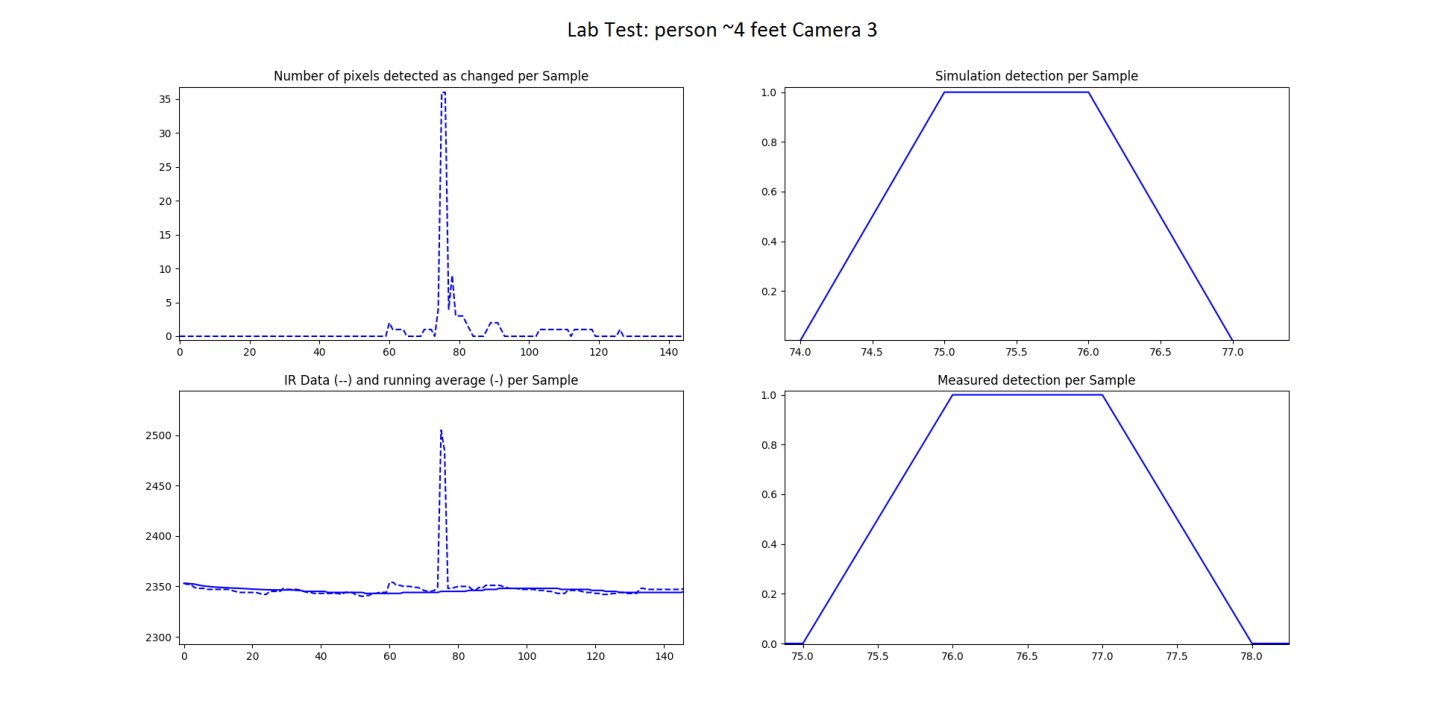 Lab Test: person ~4 feet Camera 3
Number of pixels detected as changed per Sample
35
30
25
20
15
10
5
0
0 20 40 60 80 100 120 140
Simulation detection per Sample
1.0
0.8
0.6
0.4
0.2
74.0 74.5 75.0 75.5 76.0 76.5 77.0
IR Data (--) and running average (-) per Sample
2500
2450
2400
2350
2300
0 20 40 60 80 100 120 140
Measured detection per Sample
1.0
0.8
0.6
0.4
0.2
0.0
75.0 75.5 76.0 76.5 77.0 77.5 78.0